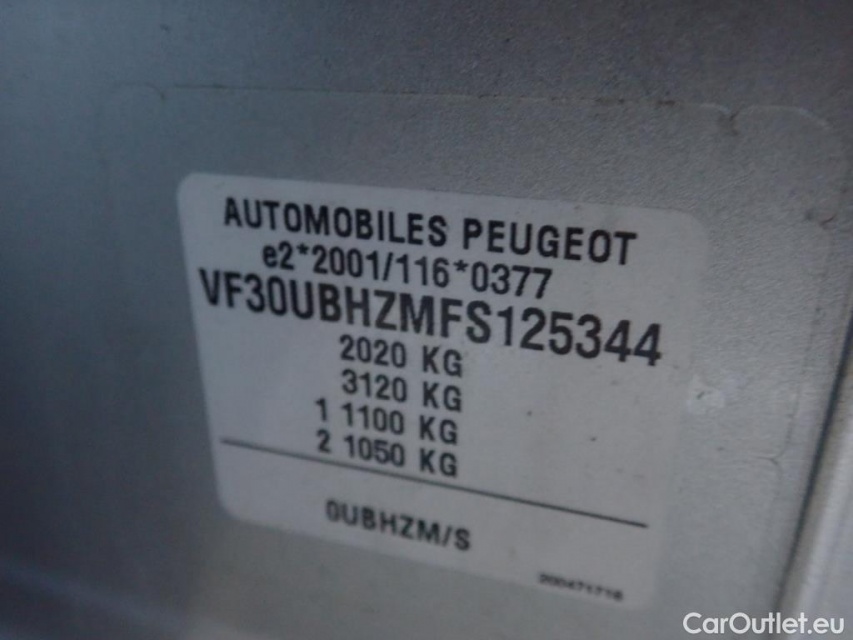 AUTOMOBILES PEUGEOT
e2*2001/116*0377
VF30UBHZMFS125344
2020 KG
3120 KG
1 1100 KG
2 1050 KG
0UBHZM/S
CarOutlet.eu